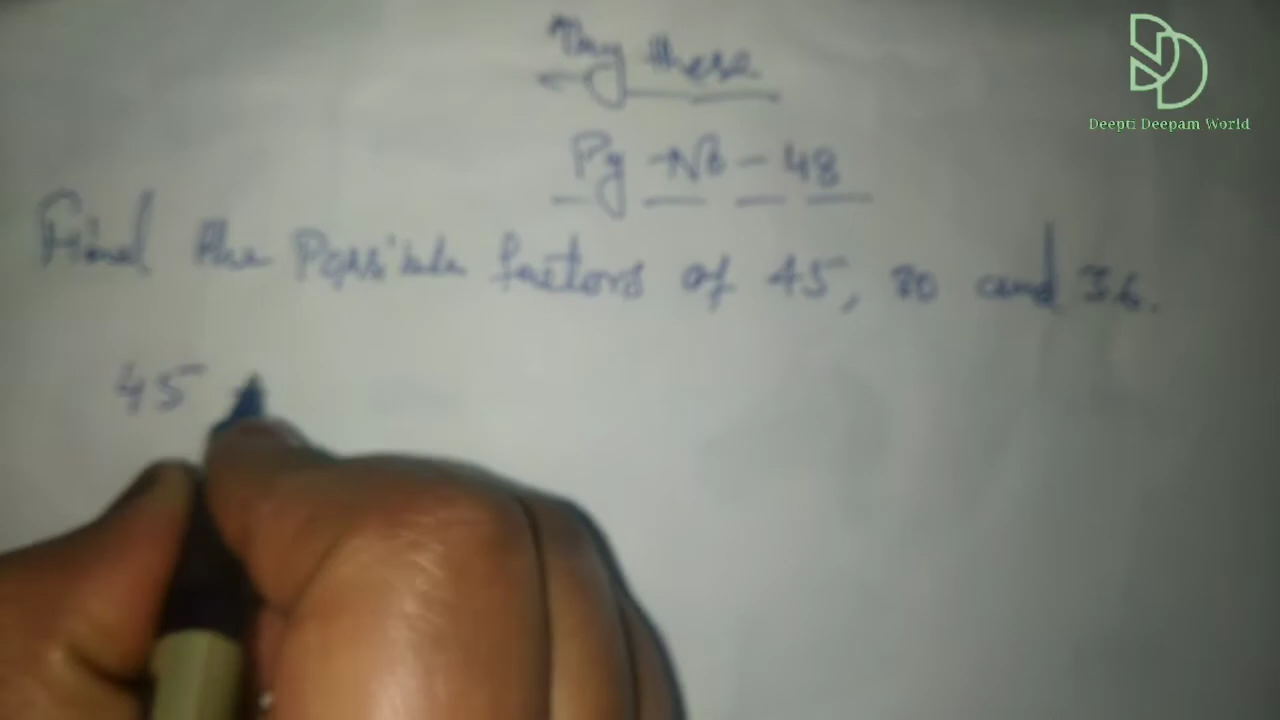 Try these
Deepti Deepam World
Pg No - 48
Find the Possible factors of 45, 30 and 36.
45